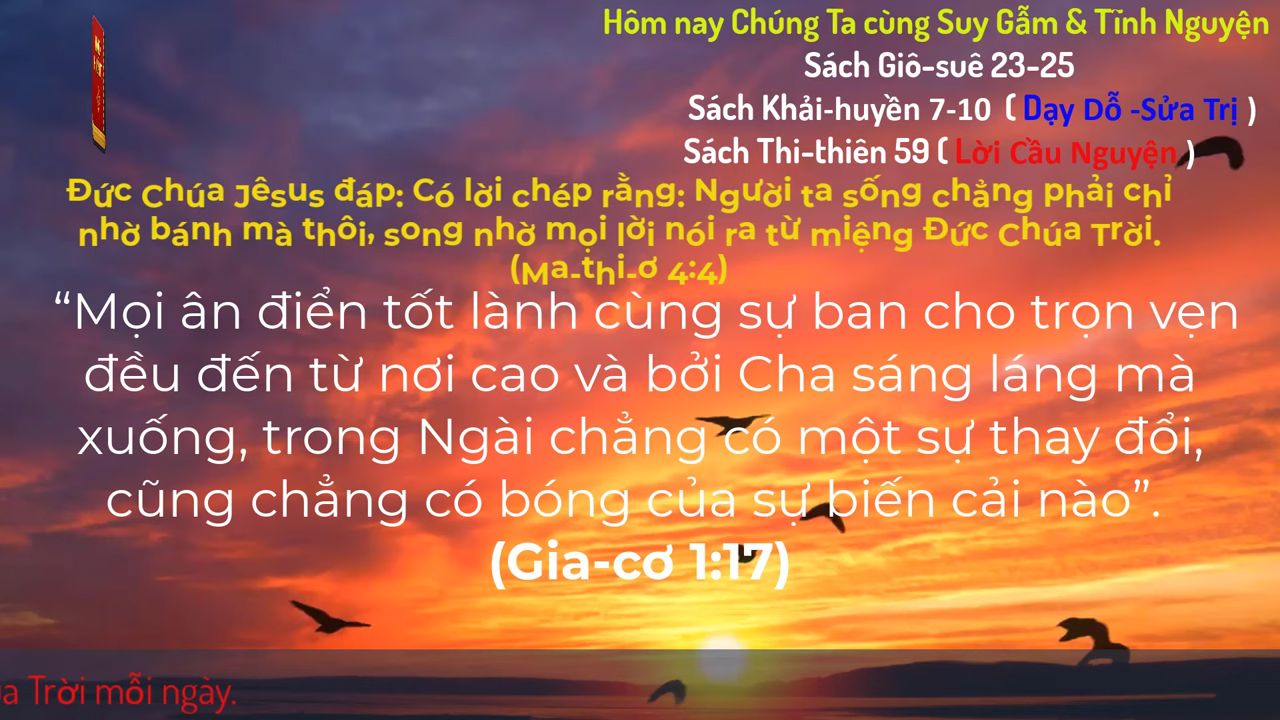 Hôm nay Chúng Ta cùng Suy Gẫm & Tĩnh Nguyện
Sách Giô-suê 23-25
Sách Khải-huyền 7-10 ( Dạy Dỗ -Sửa Trị )
Sách Thi-thiên 59 ( Lời Cầu Nguyện )
Đức Chúa Jêsus đáp: Có lời chép rằng: Người ta sống chẳng phải chỉ
nhờ bánh mà thôi, song nhờ mọi lời nói ra từ miệng Đức Chúa Trời.
(Ma-thi-ơ 4:4)
“Mọi ân điển tốt lành cùng sự ban cho trọn vẹn
đều đến từ nơi cao và bởi Cha sáng láng mà
xuống, trong Ngài chẳng có một sự thay đổi,
cũng chẳng có bóng của sự biến cải nào”.
(Gia-cơ 1:17)
Trời mỗi ngày.